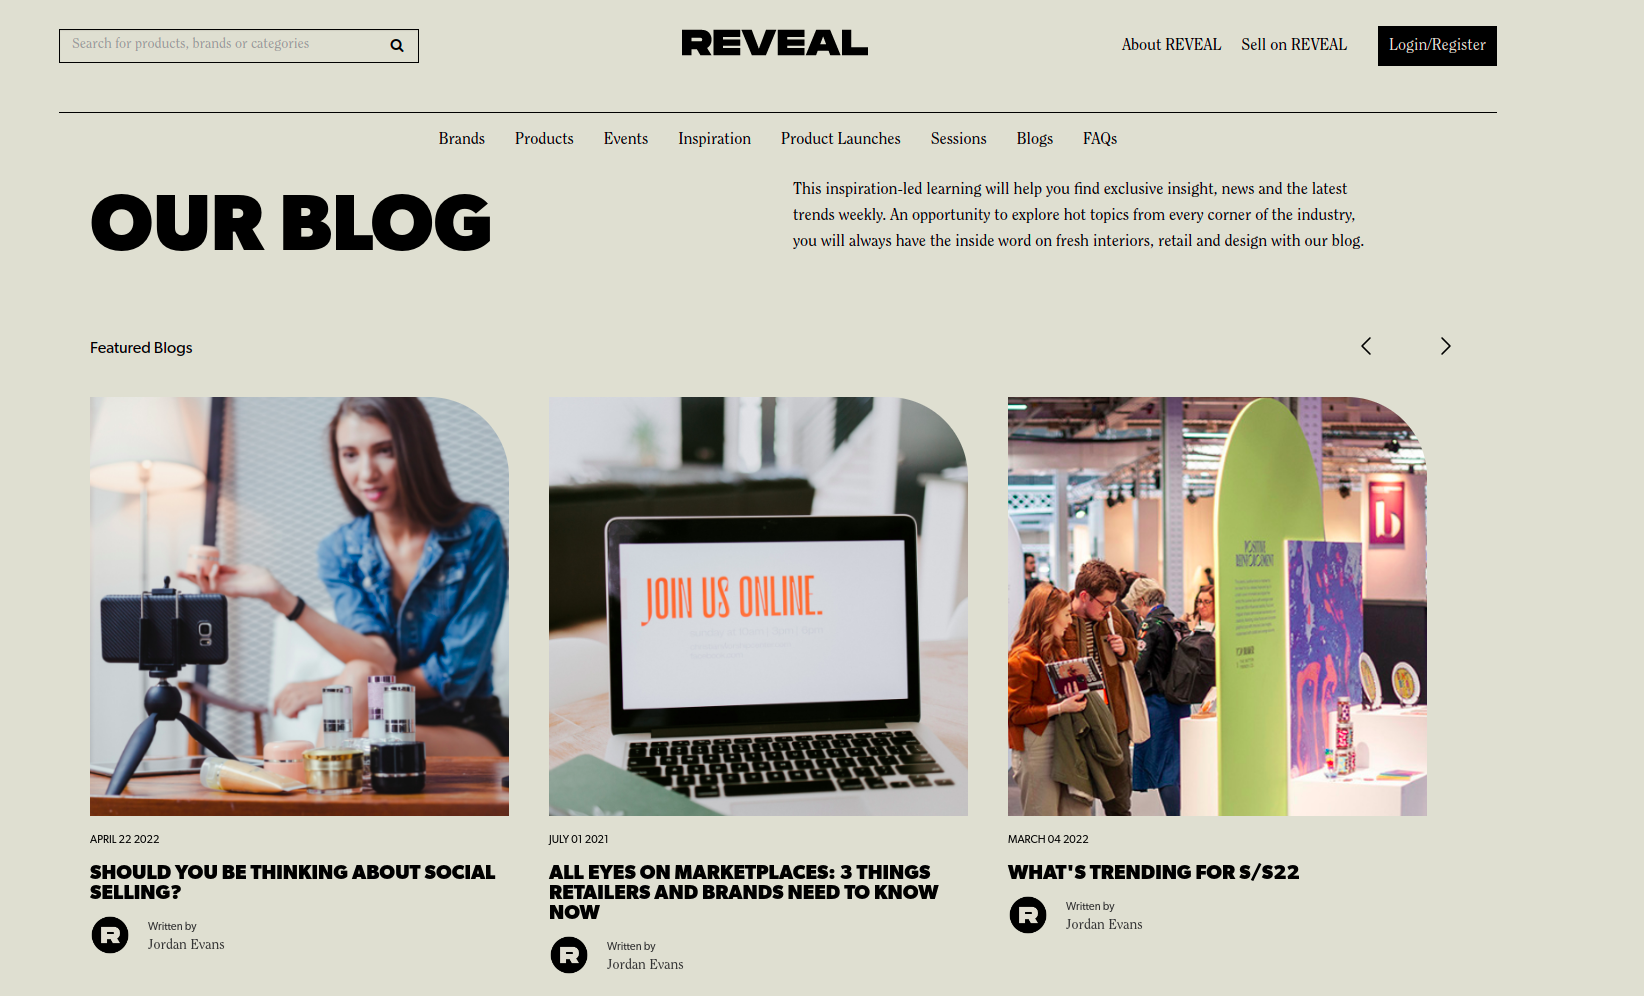 Search for products, brands or categories
REVEAL
About REVEAL
Sell on REVEAL
Login/Register
Brands
Products
Events
Inspiration
Product Launches
Sessions
Blogs
FAQs
OUR BLOG
This inspiration-led learning will help you find exclusive insight, news and the latest
trends weekly. An opportunity to explore hot topics from every corner of the industry,
you will always have the inside word on fresh interiors, retail and design with our blog.
Featured Blogs
JOIN US ONLINE.
b
POSITIVE
REINFORCEMENT
APRIL 22 2022
SHOULD YOU BE THINKING ABOUT SOCIAL
SELLING?
R
Written by
Jordan Evans
JULY 01 2021
ALL EYES ON MARKETPLACES: 3 THINGS
RETAILERS AND BRANDS NEED TO KNOW
NOW
R
Written by
Jordan Evans
MARCH 04 2022
WHAT'S TRENDING FOR S/S22
R
Written by
Jordan Evans